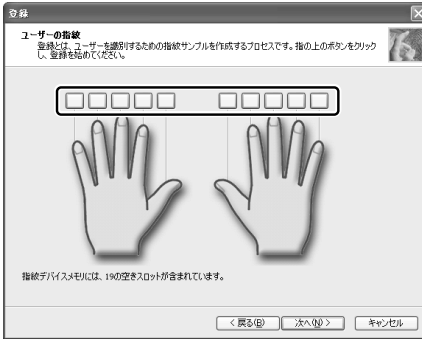 登録
ユーザーの指紋
登録とは、ユーザーを識別するための指紋サンプルを作成するプロセスです。指の上のボタンをクリック
し、登録を始めてください。
指紋デバイスメモリには、19の空きスロットが含まれています。
< 戻る(B)
次へ(N) >
キャンセル